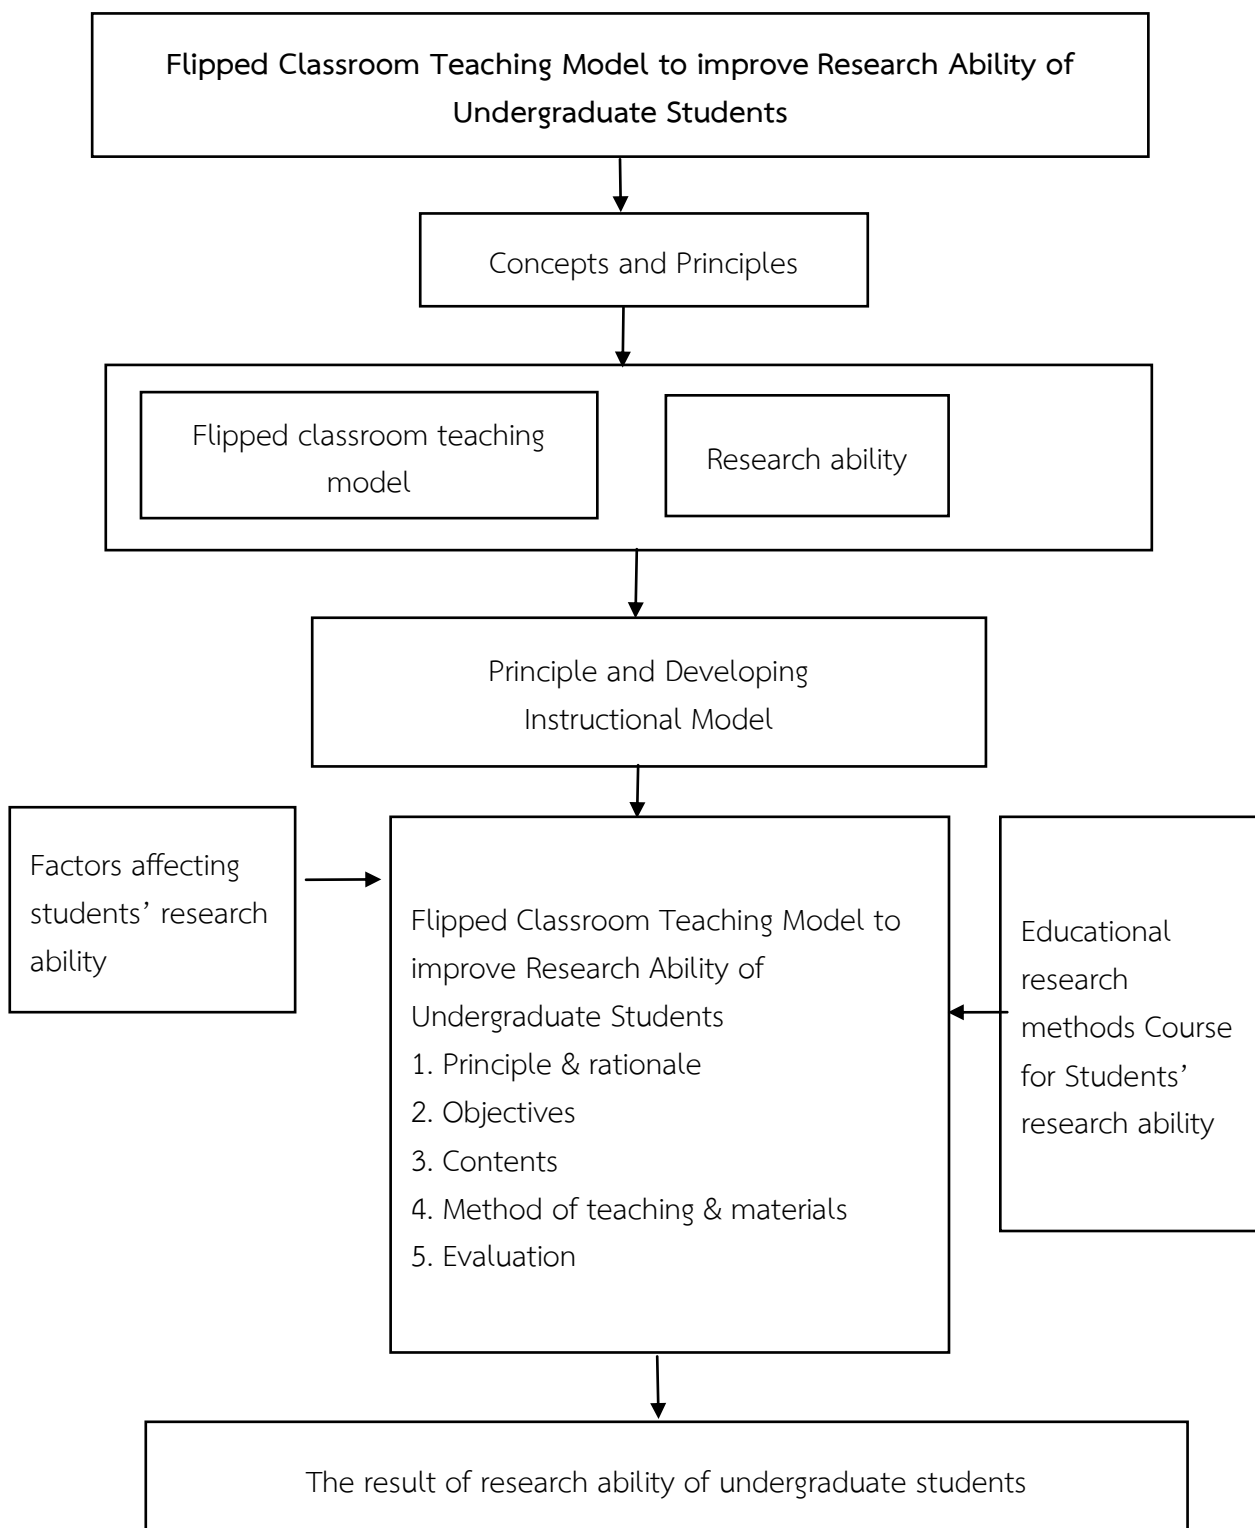 Flipped Classroom Teaching Model to improve Research Ability of
Undergraduate Students
Concepts and Principles
Flipped classroom teaching
model
Research ability
Principle and Developing
Instructional Model
Factors affecting
students’ research
ability
Flipped Classroom Teaching Model to
improve Research Ability of
Undergraduate Students
1. Principle & rationale
2. Objectives
3. Contents
4. Method of teaching & materials
5. Evaluation
Educational
research
methods Course
for Students’
research ability
The result of research ability of undergraduate students